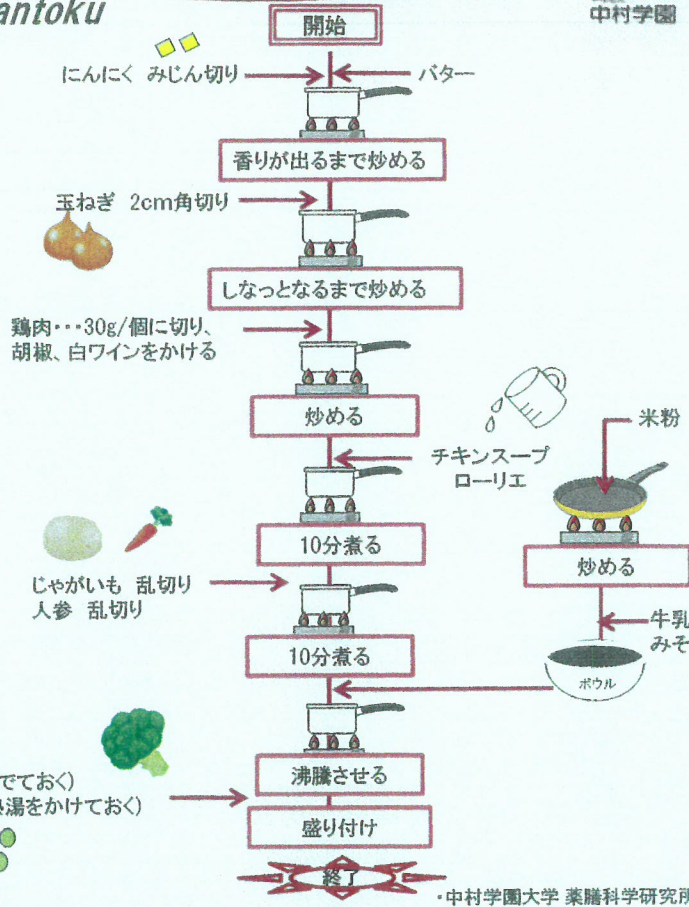 antoku
中村学園
開始
にんにく みじん切り
バター
香りが出るまで炒める
玉ねぎ 2cm角切り
しなっとなるまで炒める
鶏肉・・・30g/個に切り、
胡椒、白ワインをかける
炒める
米粉
チキンスープ
ローリエ
10分煮る
炒める
じゃがいも 乱切り
人参 乱切り
牛乳
みそ
10分煮る
ボウル
沸騰させる
でておく)
湯をかけておく)
盛り付け
終了
・中村学園大学 薬膳科学研究所